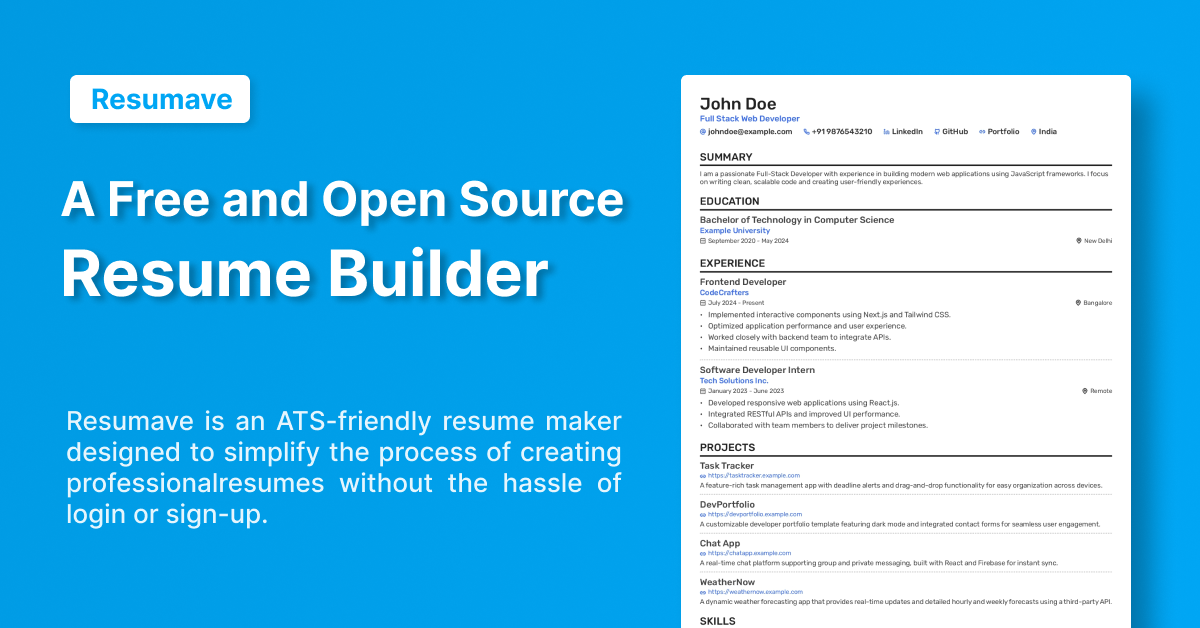 Resumave
A Free and Open Source
Resume Builder
Resumave is an ATS-friendly resume maker
designed to simplify the process of creating
professionalresumes without the hassle of
login or sign-up.
John Doe
Full Stack Web Developer
johndoe@example.com +91 9876543210 LinkedIn GitHub Portfolio India
SUMMARY
I am a passionate Full-Stack Developer with experience in building modern web applications using JavaScript frameworks. I focus
on writing clean, scalable code and creating user-friendly experiences.
EDUCATION
Bachelor of Technology in Computer Science
Example University
September 2020 - May 2024 New Delhi
EXPERIENCE
Frontend Developer
CodeCrafters
July 2024 - Present Bangalore
• Implemented interactive components using Next.js and Tailwind CSS.
• Optimized application performance and user experience.
• Worked closely with backend team to integrate APIs.
• Maintained reusable UI components.
Software Developer Intern
Tech Solutions Inc.
January 2023 - June 2023 Remote
• Developed responsive web applications using React.js.
• Integrated RESTful APIs and improved UI performance.
• Collaborated with team members to deliver project milestones.
PROJECTS
Task Tracker
https://tasktracker.example.com
A feature-rich task management app with deadline alerts and drag-and-drop functionality for easy organization across devices.
DevPortfolio
https://devportfolio.example.com
A customizable developer portfolio template featuring dark mode and integrated contact forms for seamless user engagement.
Chat App
https://chatapp.example.com
A real-time chat platform supporting group and private messaging, built with React and Firebase for instant sync.
WeatherNow
https://weathernow.example.com
A dynamic weather forecasting app that provides real-time updates and detailed hourly and weekly forecasts using a third-party API.
SKILLS